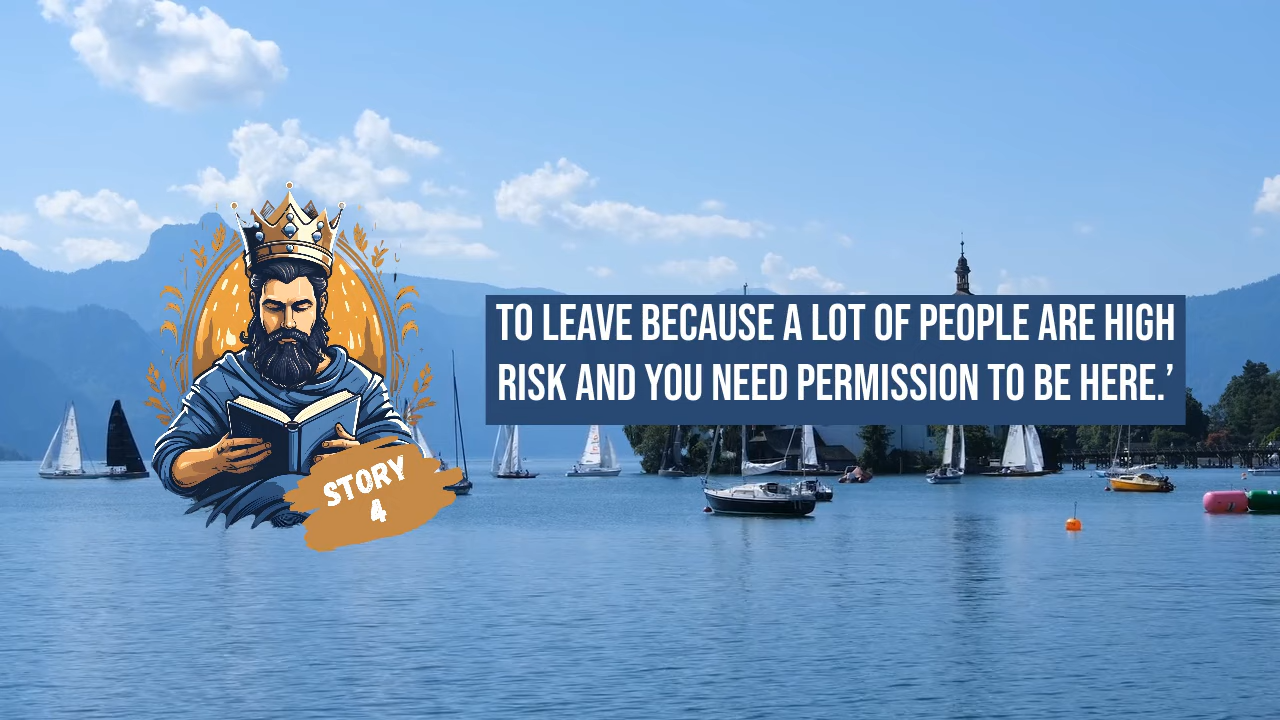 TO LEAVE BECAUSE A LOT OF PEOPLE ARE HIGH
RISK AND YOU NEED PERMISSION TO BE HERE.’
STORY
4